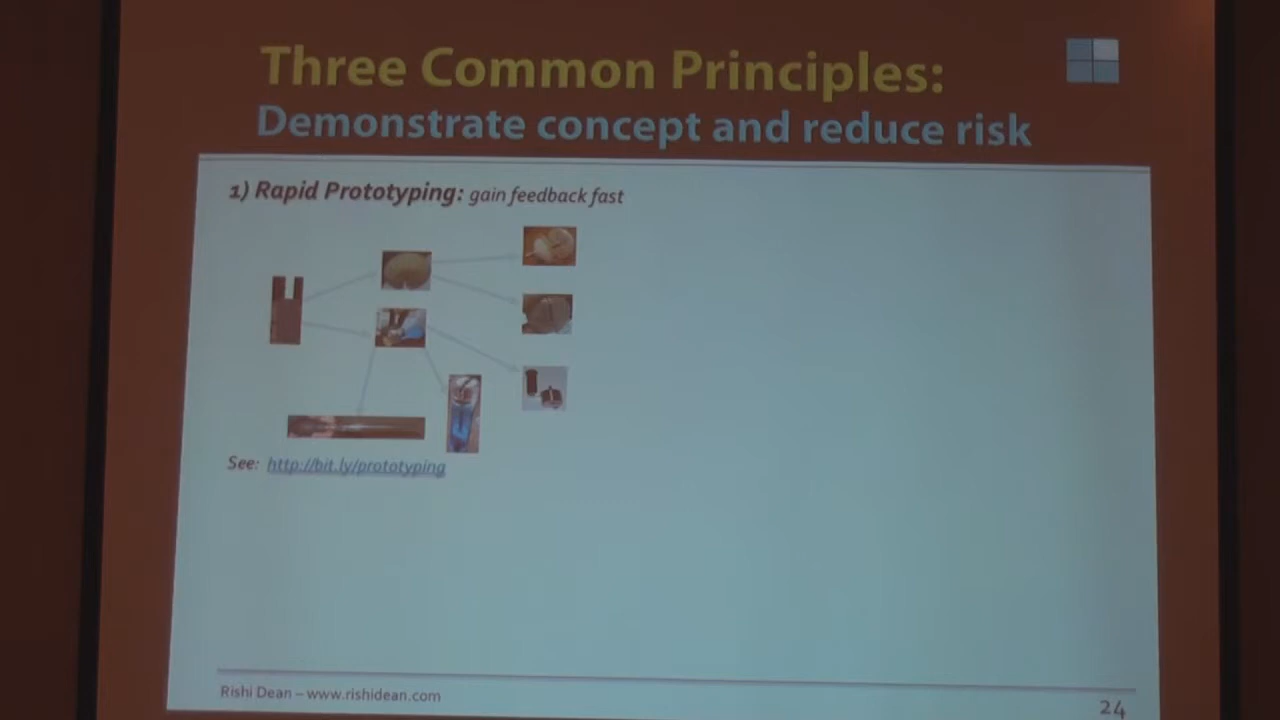 Three Common Principles:
Demonstrate concept and reduce risk
1) Rapid Prototyping: gain feedback fast
See: http://bit.ly/prototyping
Rishi Dean – www.rishidean.com
24